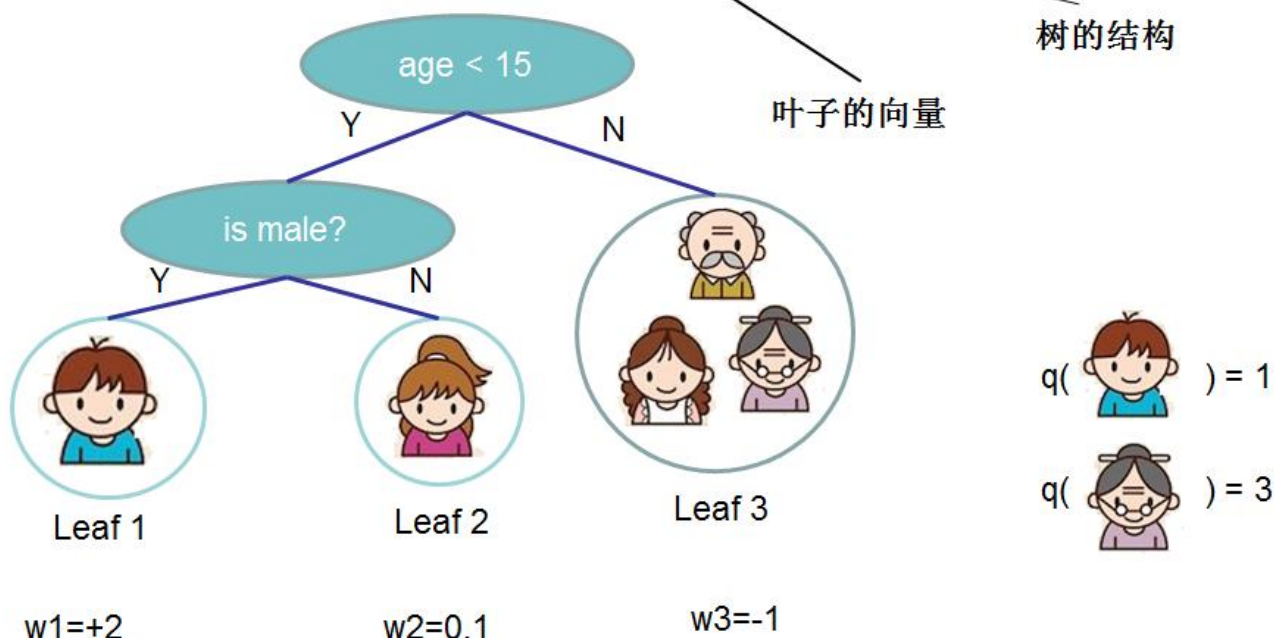 树的结构
age < 15
叶子的向量
Y
N
is male?
Y
N
q( ) = 1
q( ) = 3
Leaf 1
Leaf 2
Leaf 3
w1=+2
w2=0.1
w3=-1